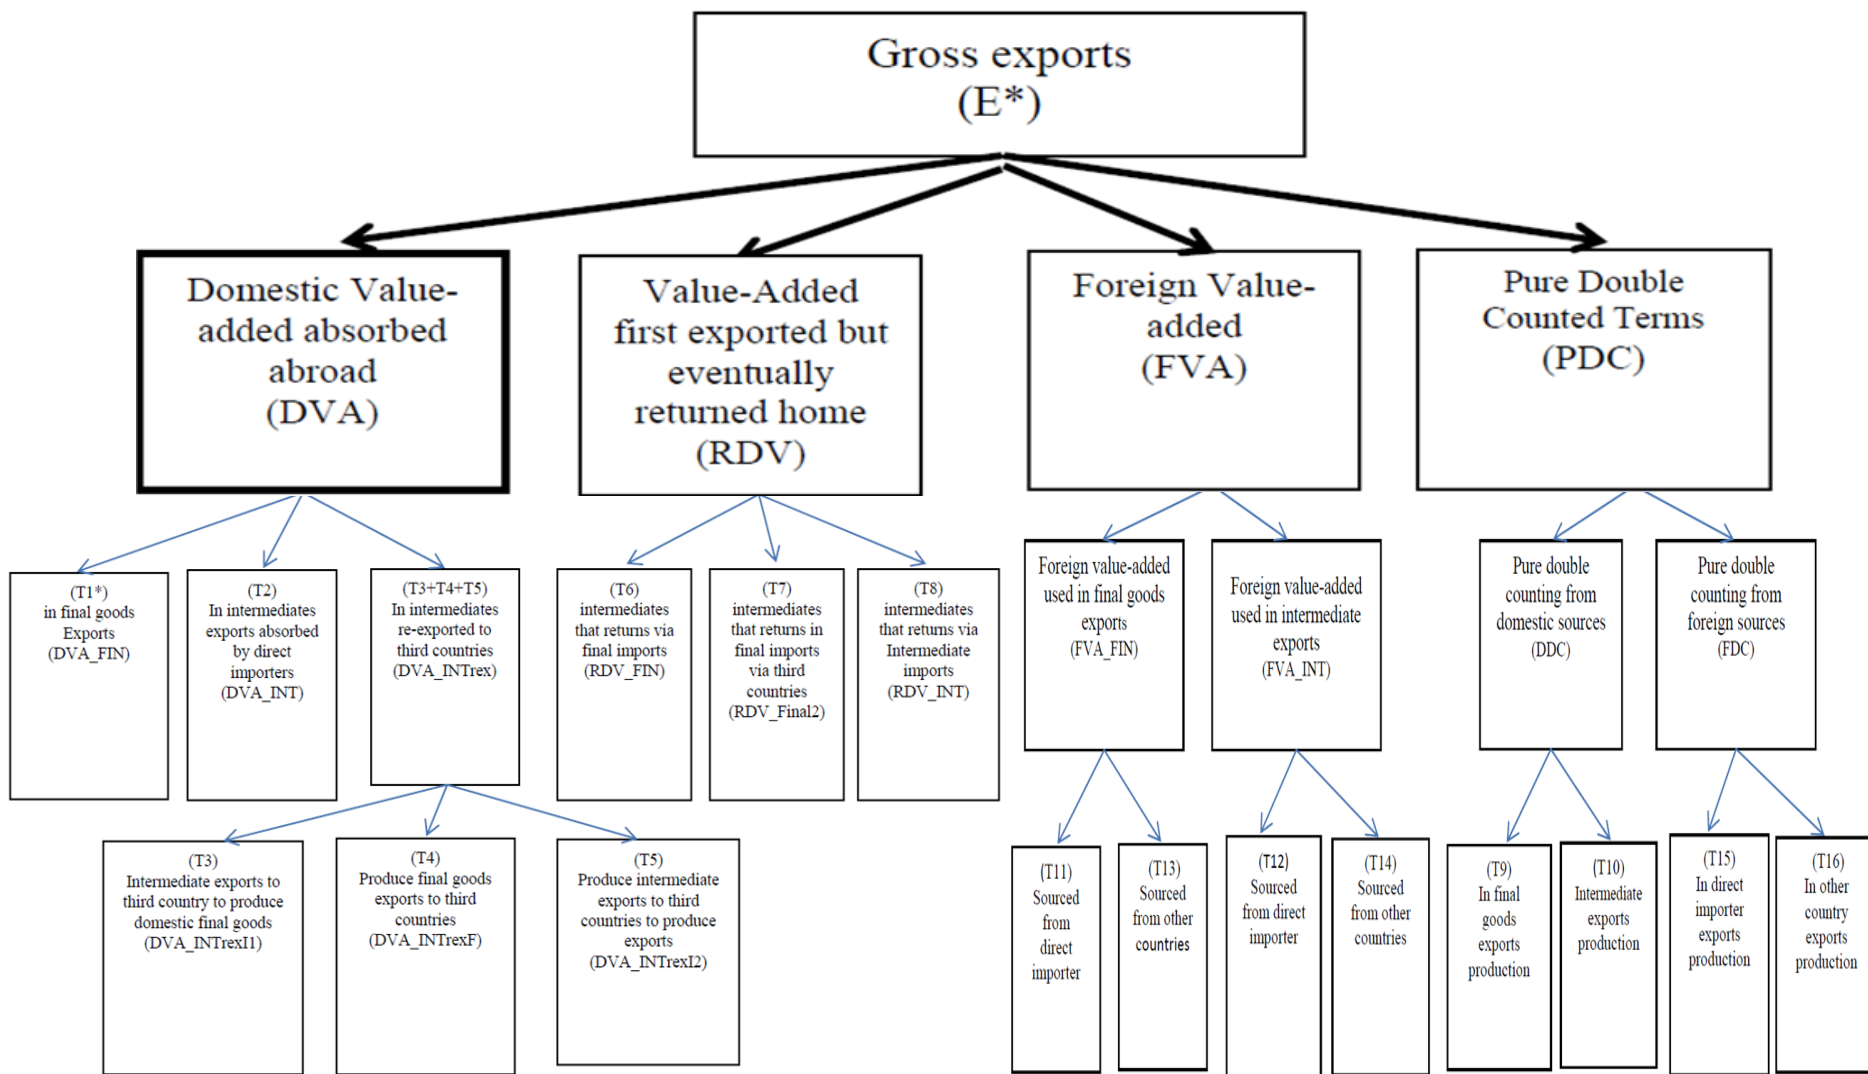 Gross exports
(E*)
Domestic Value-
added absorbed
abroad
(DVA)
Value-Added
first exported but
eventually
returned home
(RDV)
Foreign Value-
added
(FVA)
Pure Double
Counted Terms
(PDC)
(T1*)
in final goods
Exports
(DVA_FIN)
(T2)
In intermediates
exports absorbed
by direct
importers
(DVA_INT)
(T3+T4+T5)
In intermediates
re-exported to
third countries
(DVA_INTrex)
(T6)
intermediates
that returns via
final imports
(RDV_FIN)
(T7)
intermediates
that returns in
final imports
via third
countries
(RDV_Final2)
(T8)
intermediates
that returns via
Intermediate
imports
(RDV_INT)
Foreign value-added
used in final goods
exports
(FVA_FIN)
Foreign value-added
used in intermediate
exports
(FVA_INT)
Pure double
counting from
domestic sources
(DDC)
Pure double
counting from
foreign sources
(FDC)
(T3)
Intermediate exports to
third country to produce
domestic final goods
(DVA_INTrexI1)
(T4)
Produce final goods
exports to third
countries
(DVA_INTrexF)
(T5)
Produce intermediate
exports to third
countries to produce
exports
(DVA_INTrexI2)
(T11)
Sourced
from
direct
importer
(T13)
Sourced
from other
countries
(T12)
Sourced
from direct
importer
(T14)
Sourced
from other
countries
(T9)
In final
goods
exports
production
(T10)
Intermediate
exports
production
(T15)
In direct
importer
exports
production
(T16)
In other
country
exports
production